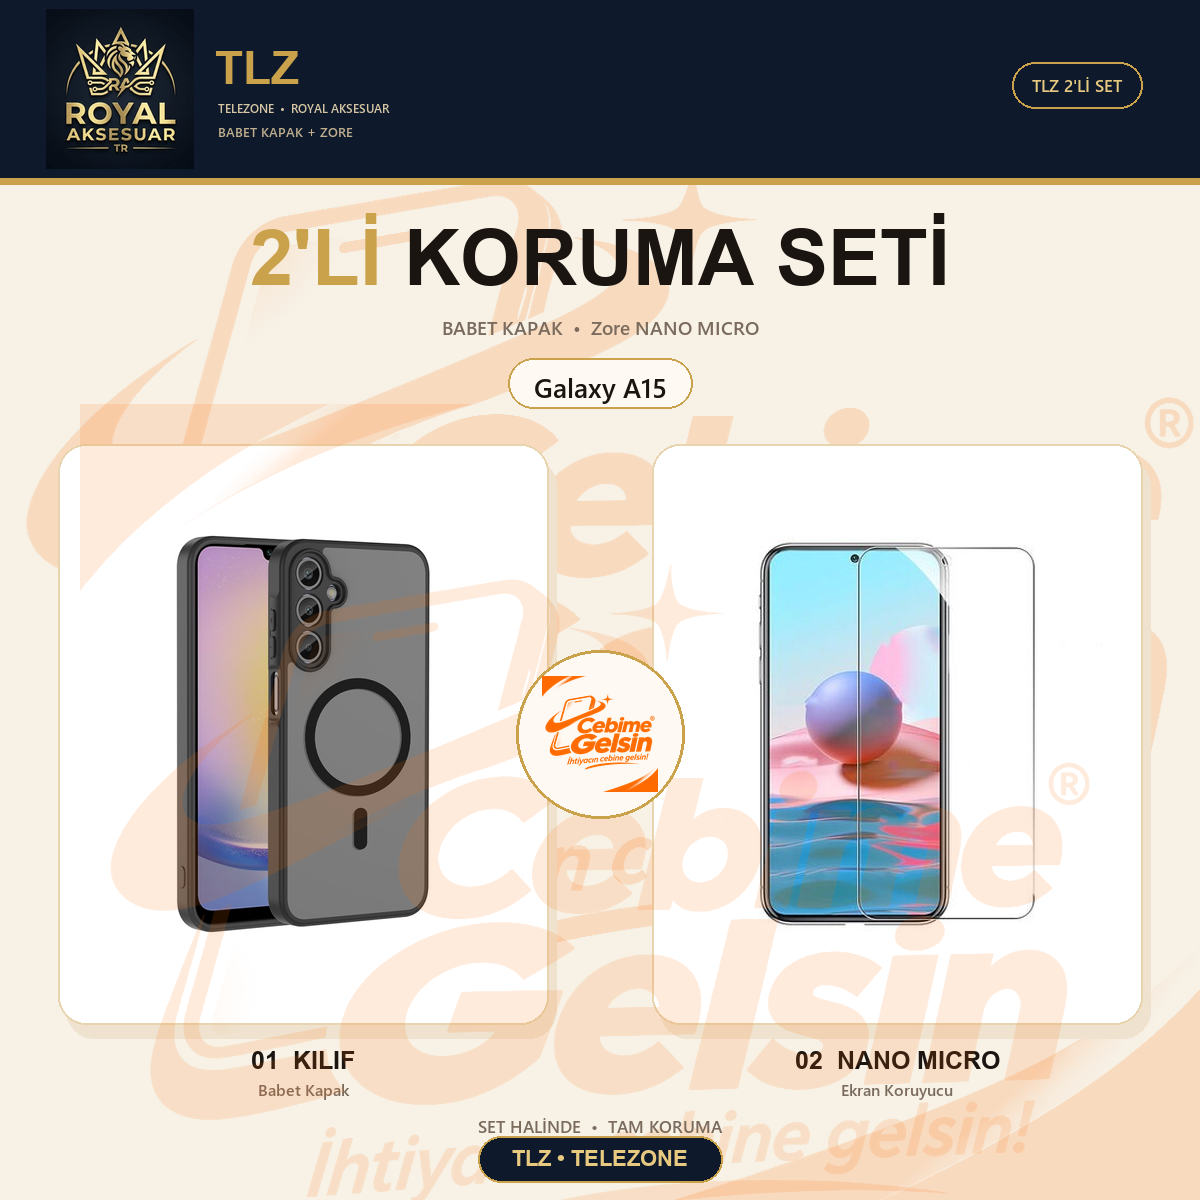 ROYAL
AKSESUAR
TR
TLZ
TELEZONE • ROYAL AKSESUAR
BABET KAPAK + ZORE
TLZ 2'Lİ SET
2'Lİ KORUMA SETİ
BABET KAPAK • Zore NANO MICRO
Galaxy A15
Cebime®
Gelsin
İhtiyacın cebine gelsin!
Cebime®
Gelsin
01 KILIF
Babet Kapak
02 NANO MICRO
Ekran Koruyucu
SET HALİNDE • TAM KORUMA
TLZ • TELEZONE